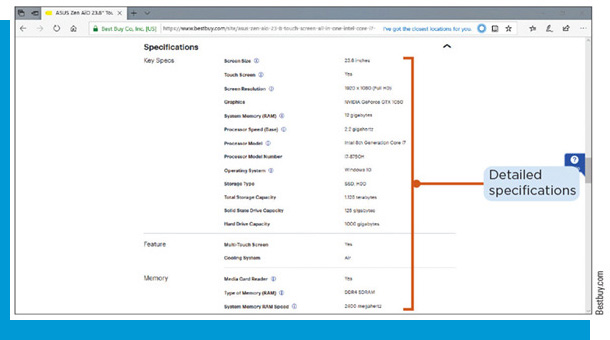 ASUS Zen AiO 23.8" Tou
Best Buy Co, Inc. [US] https://www.bestbuy.com/site/asus-zen-aio-23-8-touch-screen-all-in-one-intel-core-i7- I've got the closest locations for you
Specifications
Key Specs Screen Size 23.8 inches
Touch Screen Yes
Screen Resolution 1920 x 1080 (Full HD)
Graphics NVIDIA GeForce GTX 1050
System Memory (RAM) 12 gigabytes
Processor Speed (Base) 2.2 gigahertz
Processor Model Intel 8th Generation Core i7
Processor Model Number i7-8750H
Operating System Windows 10
Storage Type SSD, HDD
Total Storage Capacity 1.128 terabytes
Solid State Drive Capacity 128 gigabytes
Hard Drive Capacity 1000 gigabytes
Detailed
specifications
Feature Multi-Touch Screen Yes
Cooling System Air
Memory Media Card Reader Yes
Type of Memory (RAM) DDR4 SDRAM
System Memory RAM Speed 2400 megahertz
Bestbuy.com